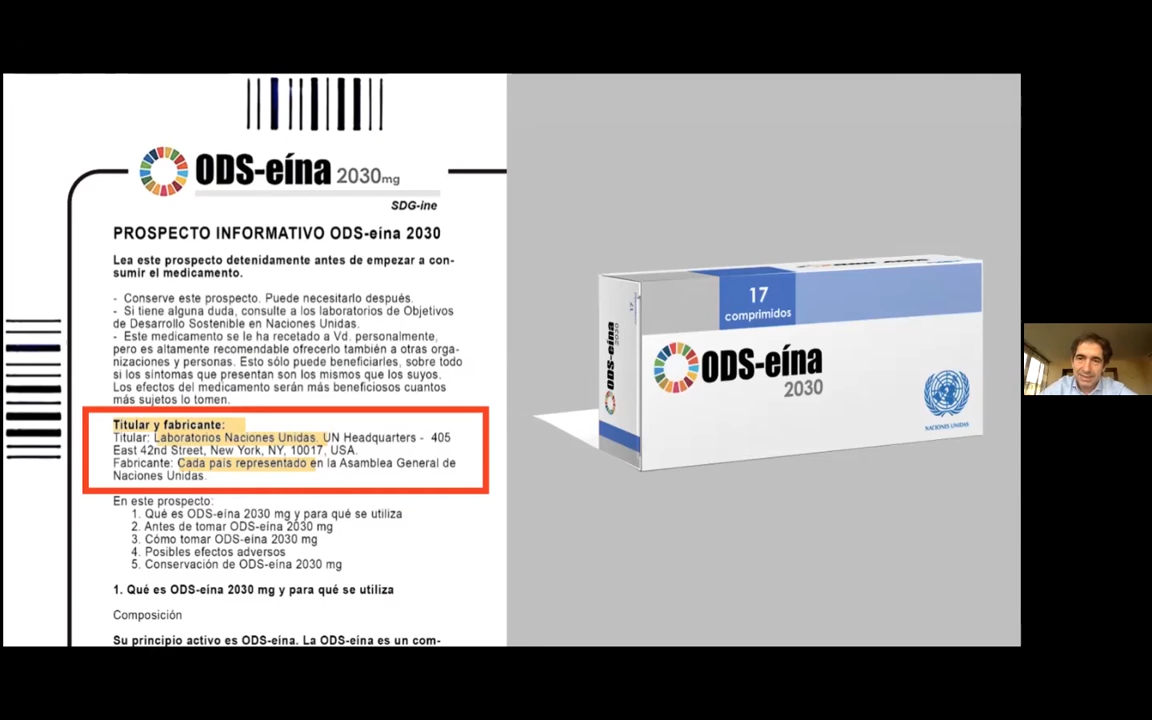 ODS-eína 2030mg
SDG-ine
PROSPECTO INFORMATIVO ODS-eína 2030
Lea este prospecto detenidamente antes de empezar a con-
sumir el medicamento.
- Conserve este prospecto. Puede necesitarlo después.
- Si tiene alguna duda, consulte a los laboratorios de Objetivos
de Desarrollo Sostenible en Naciones Unidas.
- Este medicamento se le ha recetado a Vd. personalmente,
pero es altamente recomendable ofrecerlo también a otras orga-
nizaciones y personas. Esto sólo puede beneficiarles, sobre todo
si los síntomas que presentan son los mismos que los suyos.
Los efectos del medicamento serán más beneficiosos cuantos
más sujetos lo tomen.
Titular y fabricante:
Titular: Laboratorios Naciones Unidas. UN Headquarters - 405
East 42nd Street, New York, NY, 10017, USA.
Fabricante: Cada país representado en la Asamblea General de
Naciones Unidas.
En este prospecto:
1. Qué es ODS-eína 2030 mg y para qué se utiliza
2. Antes de tomar ODS-eína 2030 mg
3. Cómo tomar ODS-eína 2030 mg
4. Posibles efectos adversos
5. Conservación de ODS-eína 2030 mg
1. Qué es ODS-eína 2030 mg y para qué se utiliza
Composición
Su principio activo es ODS-eína. La ODS-eína es un com-
17
comprimidos
ODS-eína
2030
NACIONES UNIDAS
17
ODS-eína
2030